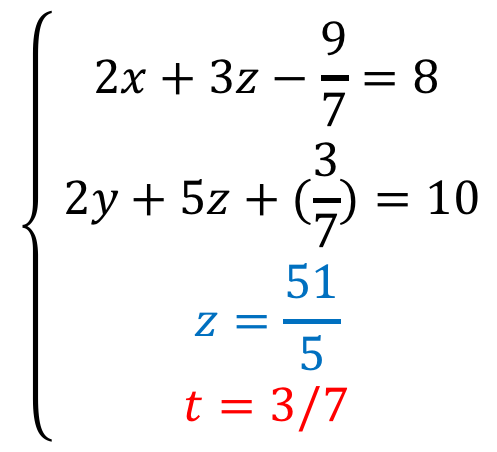 2x + 3z − 9/7 = 8
2y + 5z + (3/7) = 10
z = 51/5
t = 3/7